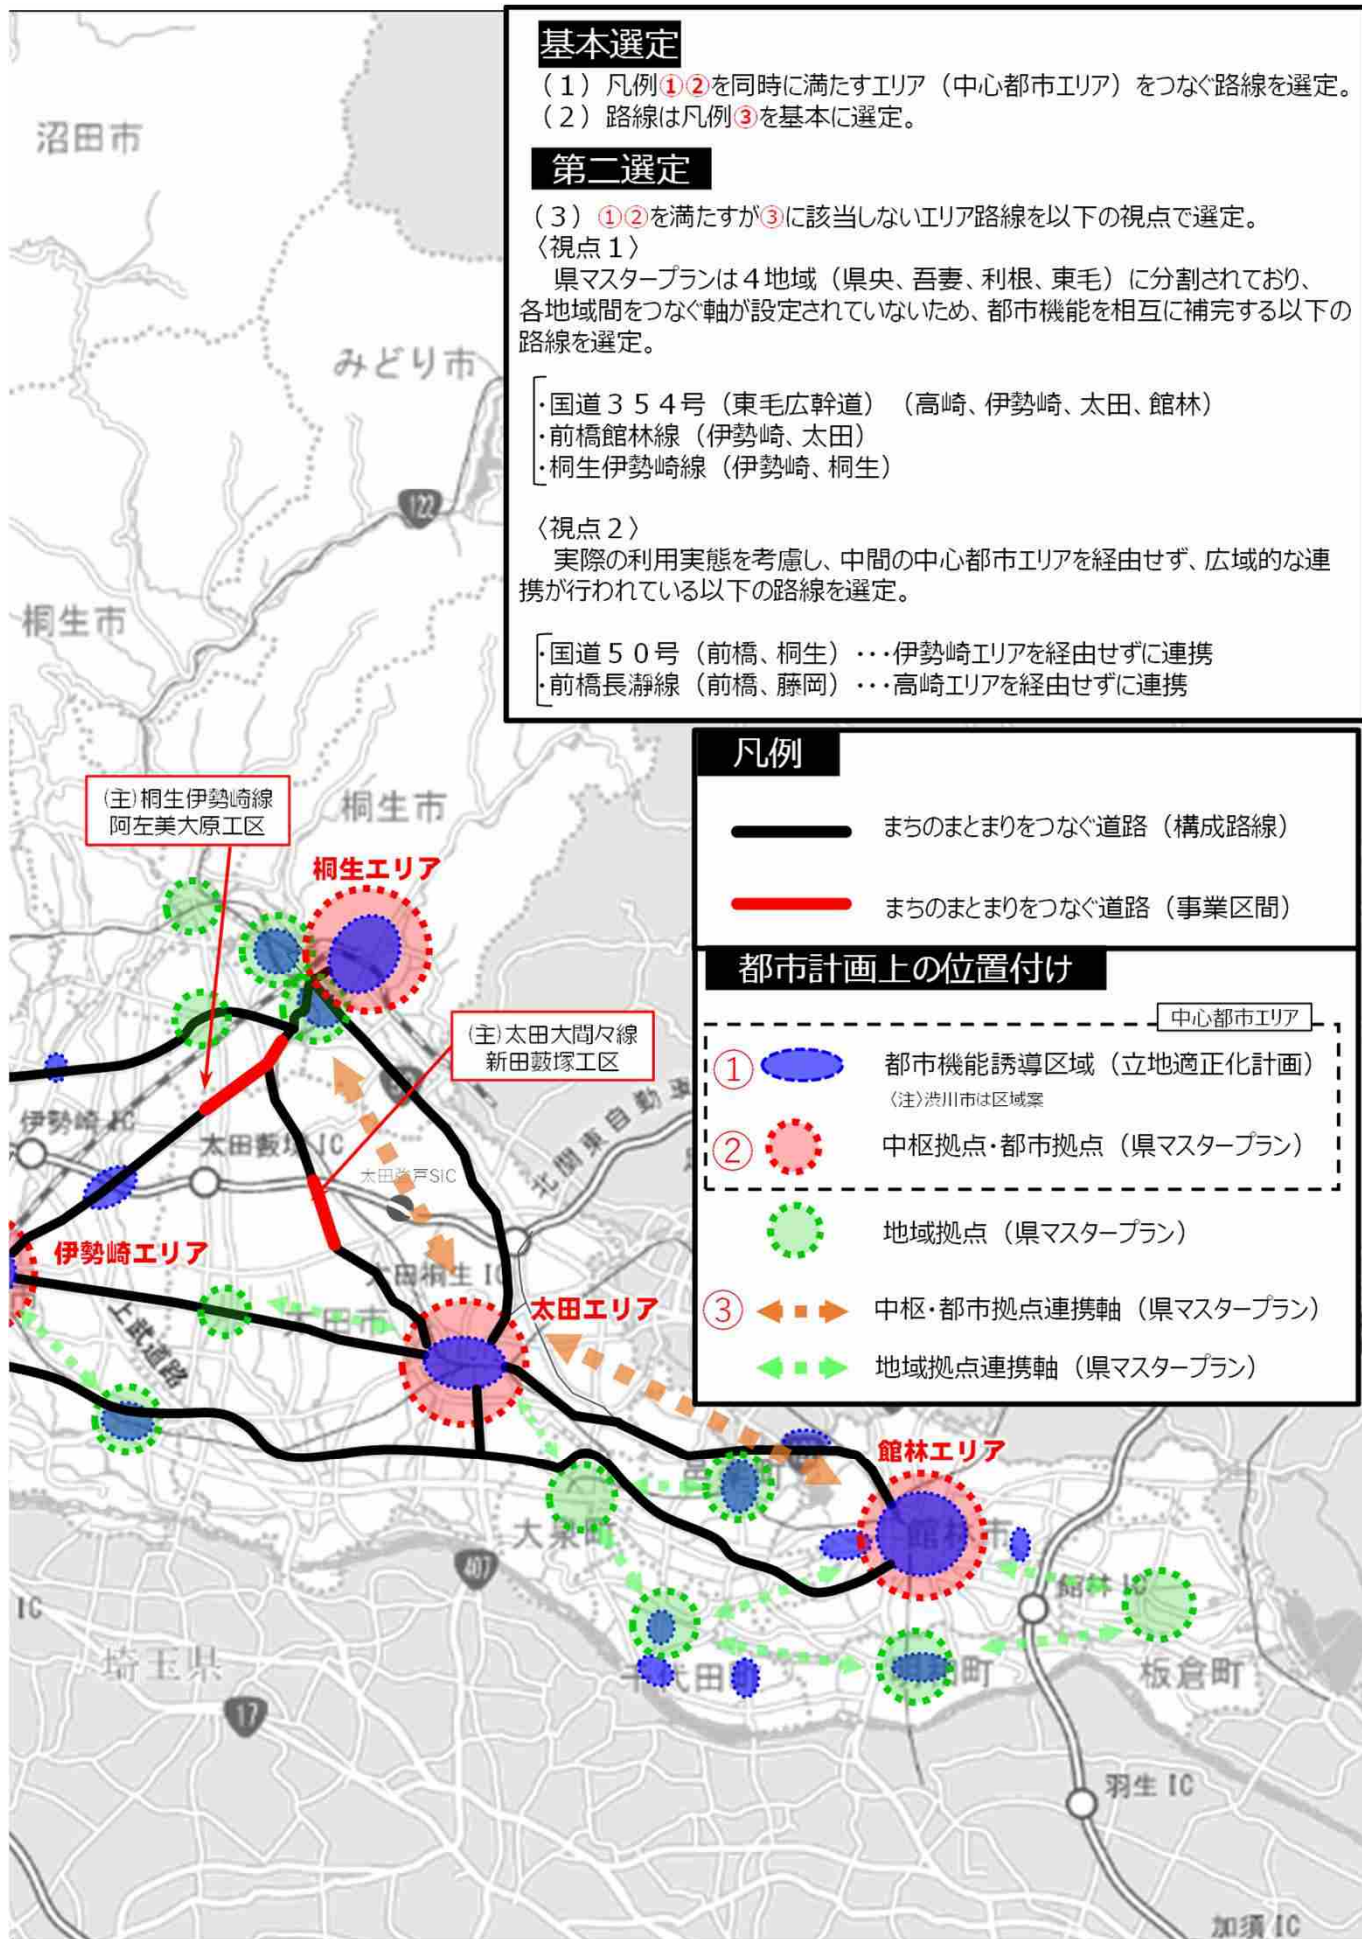 基本選定
（１）凡例①②を同時に満たすエリア（中心都市エリア）をつなぐ路線を選定。
（２）路線は凡例③を基本に選定。
第二選定
（３）①②を満たすが③に該当しないエリア路線を以下の視点で選定。
〈視点１〉
県マスタープランは４地域（県央、吾妻、利根、東毛）に分割されており、
各地域間をつなぐ軸が設定されていないため、都市機能を相互に補完する以下の
路線を選定。
・国道３５４号（東毛広幹道）（高崎、伊勢崎、太田、館林）
・前橋館林線（伊勢崎、太田）
・桐生伊勢崎線（伊勢崎、桐生）
〈視点２〉
実際の利用実態を考慮し、中間の中心都市エリアを経由せず、広域的な連
携が行われている以下の路線を選定。
・国道５０号（前橋、桐生）･･･伊勢崎エリアを経由せずに連携
・前橋長瀞線（前橋、藤岡）･･･高崎エリアを経由せずに連携
凡例
まちのまとまりをつなぐ道路（構成路線）
まちのまとまりをつなぐ道路（事業区間）
都市計画上の位置付け
中心都市エリア
① 都市機能誘導区域（立地適正化計画）
〈注〉渋川市は区域案
② 中枢拠点・都市拠点（県マスタープラン）
地域拠点（県マスタープラン）
③ 中枢・都市拠点連携軸（県マスタープラン）
地域拠点連携軸（県マスタープラン）
沼田市
みどり市
122
桐生市
(主)桐生伊勢崎線
阿左美大原工区
桐生市
桐生エリア
(主)太田大間々線
新田藪塚工区
伊勢崎 IC
太田藪塚 IC
太田強戸SIC
北関東自動車
伊勢崎エリア
太田桐生 IC
太田エリア
太田市
上武道路
館林エリア
大泉町
館林市
407
館林 IC
IC
埼玉県
千代田
町
板倉町
17
羽生 IC
加須 IC